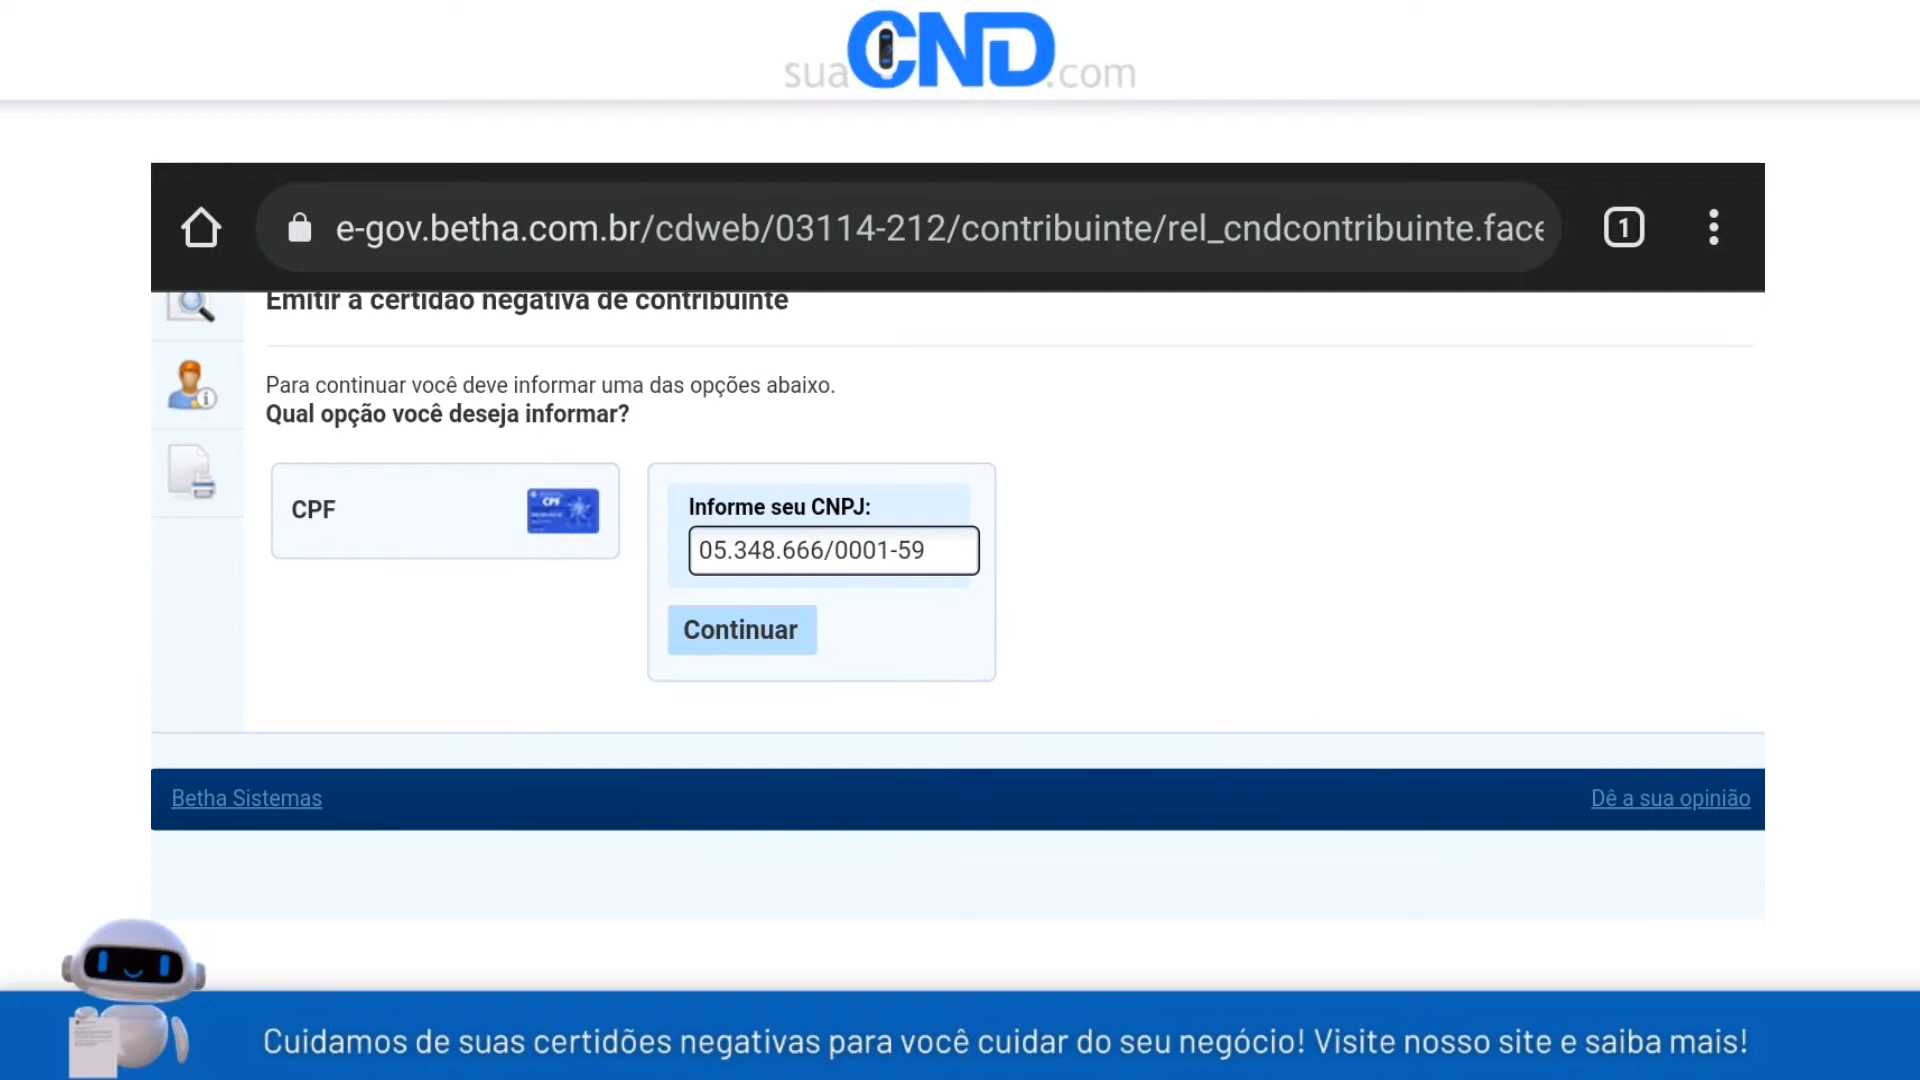 suaCND.com
e-gov.betha.com.br/cdweb/03114-212/contribuinte/rel_cndcontribuinte.face
1
Emitir a certidão negativa de contribuinte
Para continuar você deve informar uma das opções abaixo.
Qual opção você deseja informar?
CPF
CPF
Informe seu CNPJ:
05.348.666/0001-59
Continuar
Betha Sistemas
Dê a sua opinião
Cuidamos de suas certidões negativas para você cuidar do seu negócio! Visite nosso site e saiba mais!